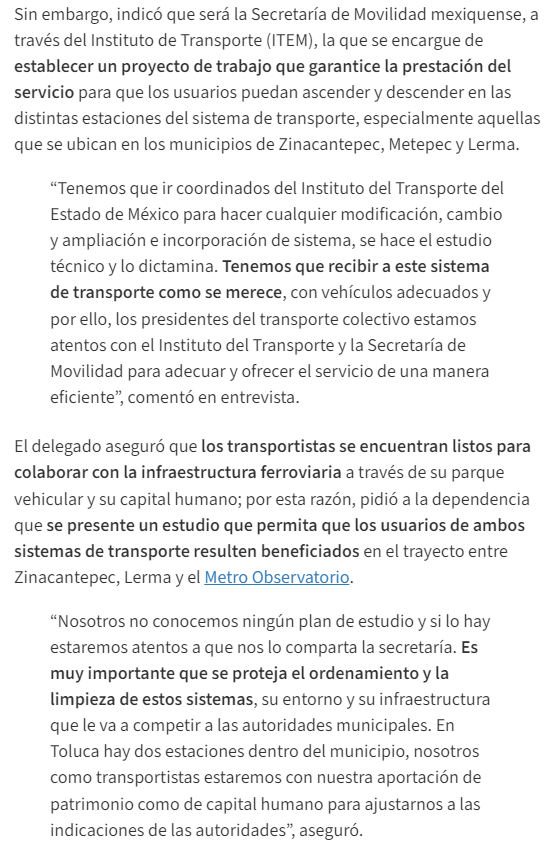 Sin embargo, indicó que será la Secretaría de Movilidad mexiquense, a
través del Instituto de Transporte (ITEM), la que se encargue de
establecer un proyecto de trabajo que garantice la prestación del
servicio para que los usuarios puedan ascender y descender en las
distintas estaciones del sistema de transporte, especialmente aquellas
que se ubican en los municipios de Zinacantepec, Metepec y Lerma.
“Tenemos que ir coordinados del Instituto del Transporte del
Estado de México para hacer cualquier modificación, cambio
y ampliación e incorporación de sistema, se hace el estudio
técnico y lo dictamina. Tenemos que recibir a este sistema
de transporte como se merece, con vehículos adecuados y
por ello, los presidentes del transporte colectivo estamos
atentos con el Instituto del Transporte y la Secretaría de
Movilidad para adecuar y ofrecer el servicio de una manera
eficiente”, comentó en entrevista.
El delegado aseguró que los transportistas se encuentran listos para
colaborar con la infraestructura ferroviaria a través de su parque
vehicular y su capital humano; por esta razón, pidió a la dependencia
que se presente un estudio que permita que los usuarios de ambos
sistemas de transporte resulten beneficiados en el trayecto entre
Zinacantepec, Lerma y el Metro Observatorio.
“Nosotros no conocemos ningún plan de estudio y si lo hay
estaremos atentos a que nos lo comparta la secretaría. Es
muy importante que se proteja el ordenamiento y la
limpieza de estos sistemas, su entorno y su infraestructura
que le va a competir a las autoridades municipales. En
Toluca hay dos estaciones dentro del municipio, nosotros
como transportistas estaremos con nuestra aportación de
patrimonio como de capital humano para ajustarnos a las
indicaciones de las autoridades”, aseguró.